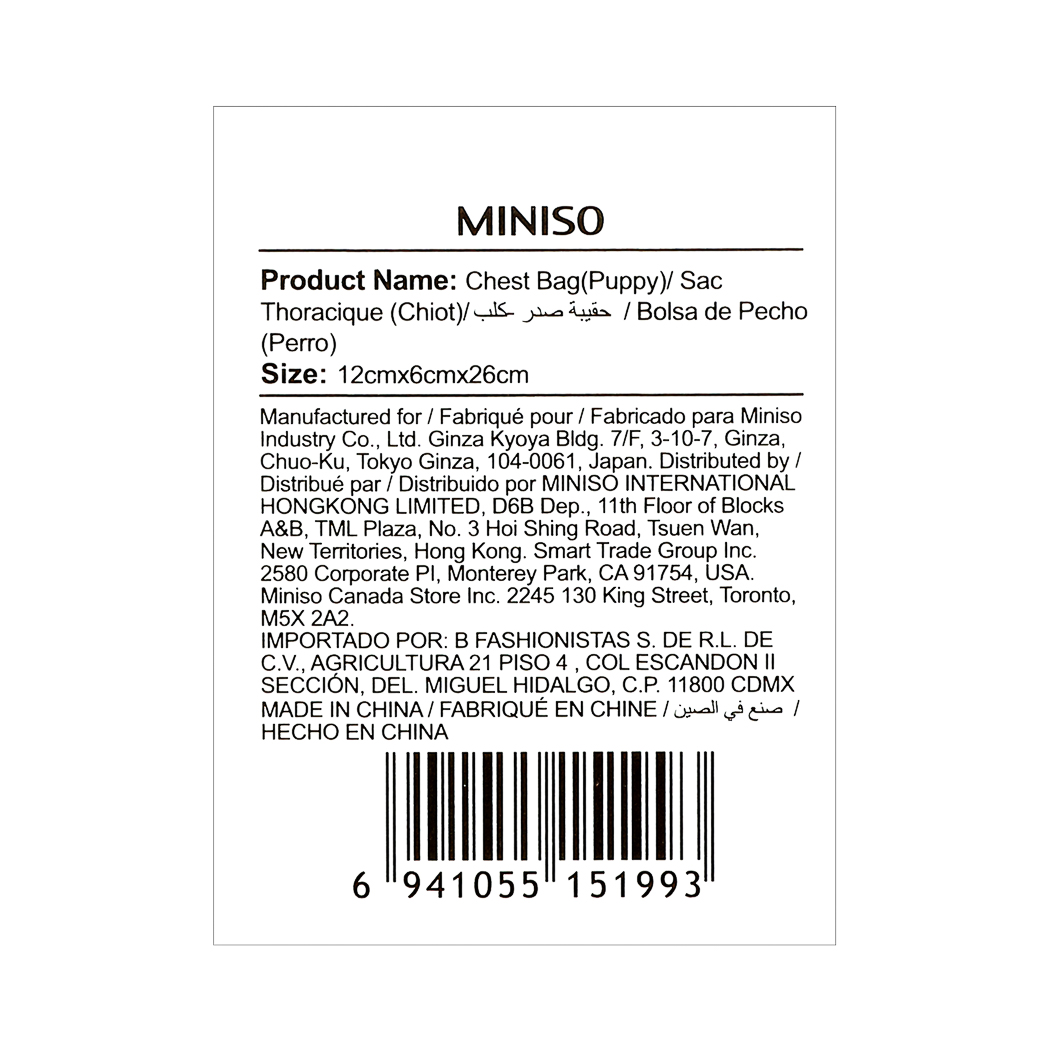 MINISO
Product Name: Chest Bag(Puppy)/ Sac
Thoracique (Chiot)/ حقيبة صدر -كلب / Bolsa de Pecho
(Perro)
Size: 12cmx6cmx26cm
Manufactured for / Fabriqué pour / Fabricado para Miniso
Industry Co., Ltd. Ginza Kyoya Bldg. 7/F, 3-10-7, Ginza,
Chuo-Ku, Tokyo Ginza, 104-0061, Japan. Distributed by /
Distribué par / Distribuido por MINISO INTERNATIONAL
HONGKONG LIMITED, D6B Dep., 11th Floor of Blocks
A&B, TML Plaza, No. 3 Hoi Shing Road, Tsuen Wan,
New Territories, Hong Kong. Smart Trade Group Inc.
2580 Corporate Pl, Monterey Park, CA 91754, USA.
Miniso Canada Store Inc. 2245 130 King Street, Toronto,
M5X 2A2.
IMPORTADO POR: B FASHIONISTAS S. DE R.L. DE
C.V., AGRICULTURA 21 PISO 4 , COL ESCANDON II
SECCIÓN, DEL. MIGUEL HIDALGO, C.P. 11800 CDMX
MADE IN CHINA / FABRIQUÉ EN CHINE / صنع في الصين /
HECHO EN CHINA
6 941055 151993